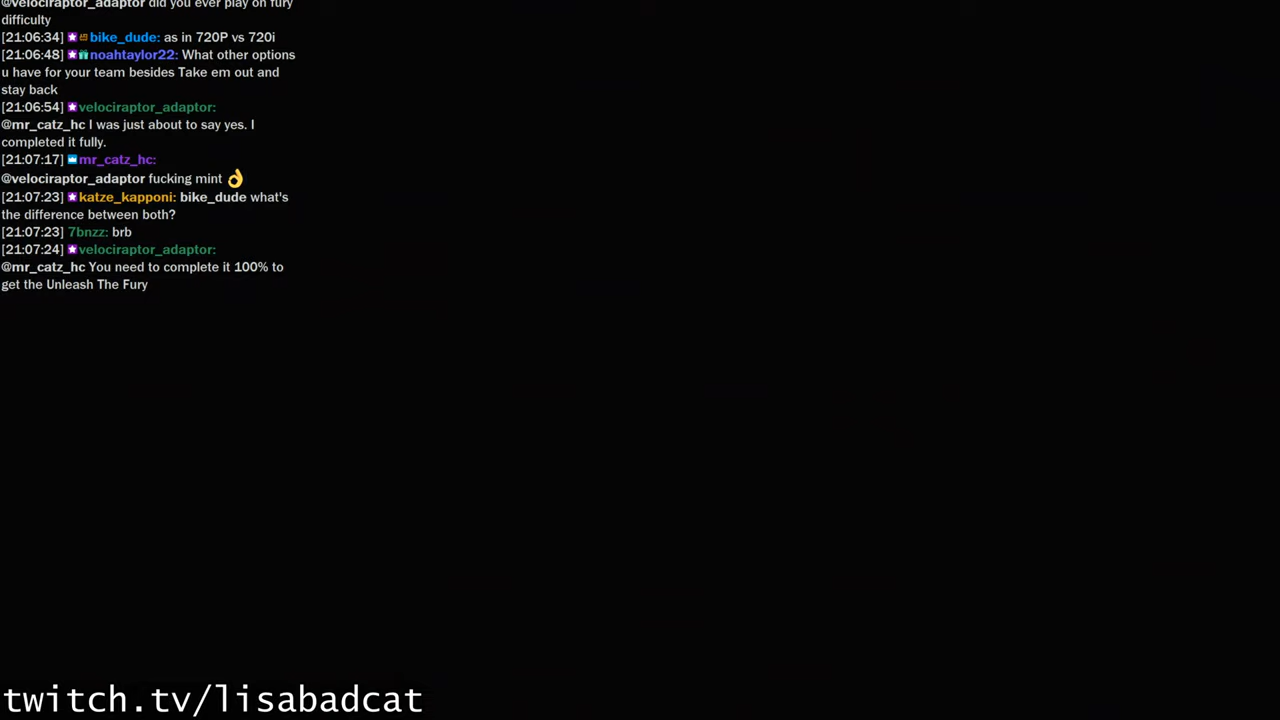 @velociraptor_adaptor did you ever play on fury
difficulty
[21:06:34] bike_dude: as in 720P vs 720i
[21:06:48] noahtaylor22: What other options
u have for your team besides Take em out and
stay back
[21:06:54] velociraptor_adaptor:
@mr_catz_hc I was just about to say yes. I
completed it fully.
[21:07:17] mr_catz_hc:
@velociraptor_adaptor fucking mint 👌
[21:07:23] katze_kapponi: bike_dude what's
the difference between both?
[21:07:23] 7bnzz: brb
[21:07:24] velociraptor_adaptor:
@mr_catz_hc You need to complete it 100% to
get the Unleash The Fury
twitch.tv/lisabadcat